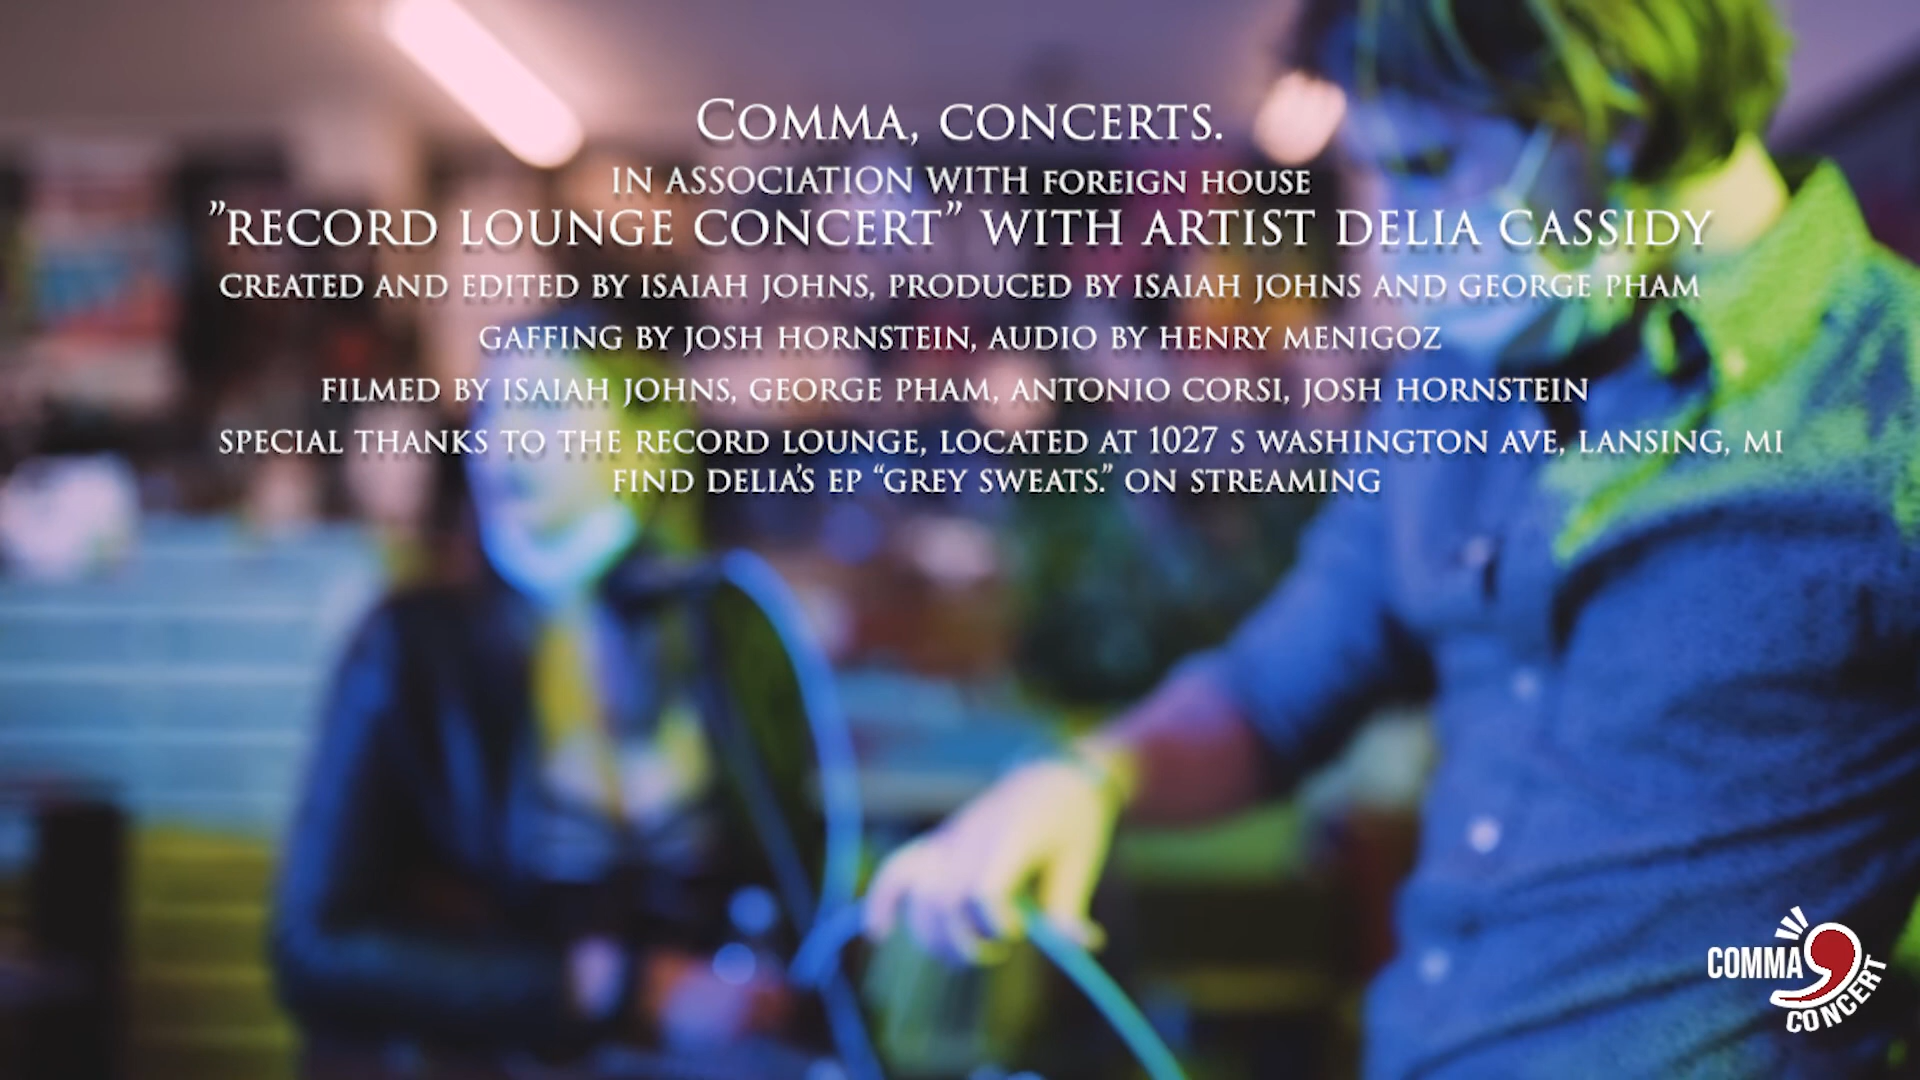 COMMA, CONCERTS.
IN ASSOCIATION WITH FOREIGN HOUSE
"RECORD LOUNGE CONCERT" WITH ARTIST DELIA CASSIDY
CREATED AND EDITED BY ISAIAH JOHNS, PRODUCED BY ISAIAH JOHNS AND GEORGE PHAM
GAFFING BY JOSH HORNSTEIN, AUDIO BY HENRY MENIGOZ
FILMED BY ISAIAH JOHNS, GEORGE PHAM, ANTONIO CORSI, JOSH HORNSTEIN
SPECIAL THANKS TO THE RECORD LOUNGE, LOCATED AT 1027 S WASHINGTON AVE, LANSING, MI
FIND DELIA'S EP "GREY SWEATS." ON STREAMING
COMMA
CONCERT